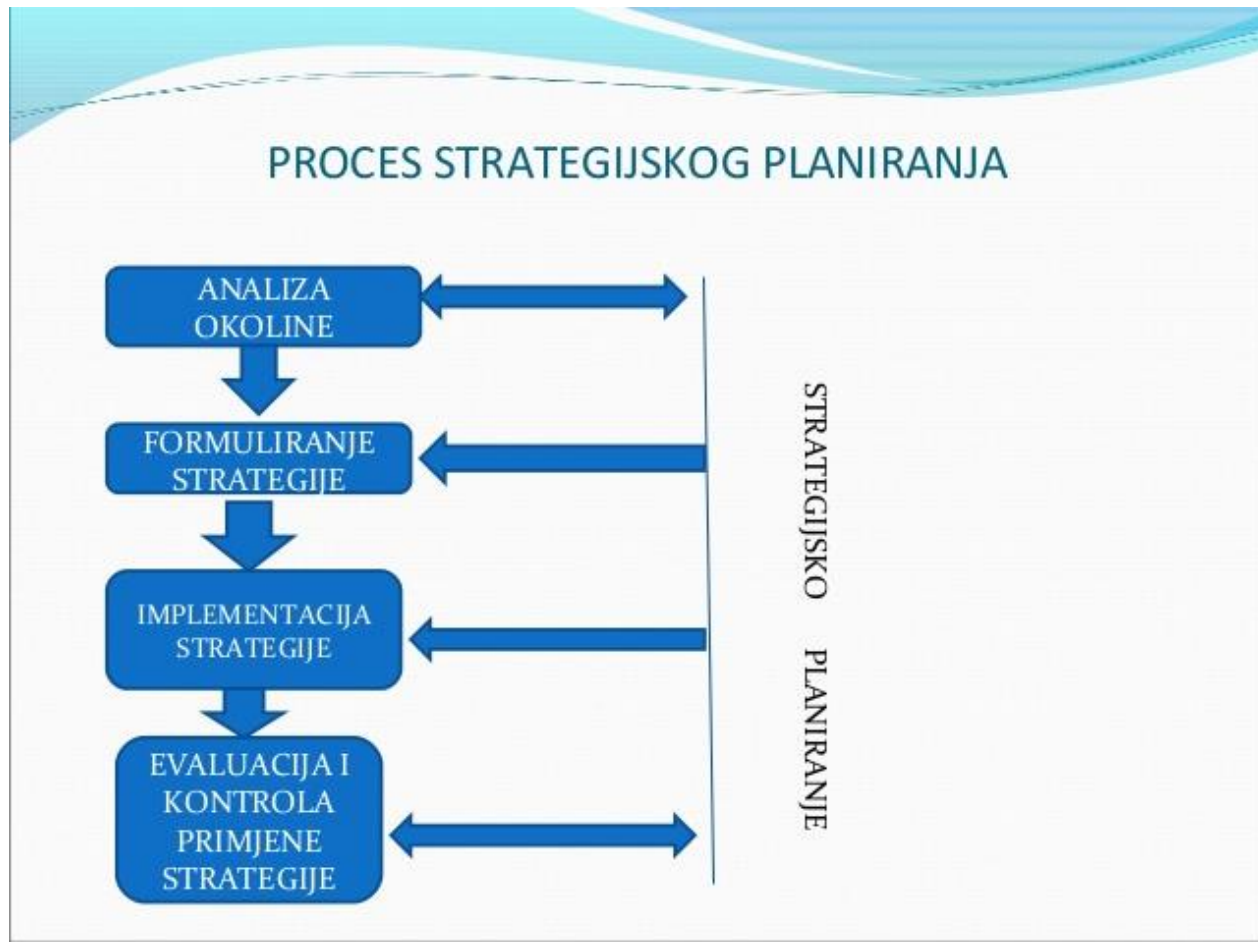 PROCES STRATEGIJSKOG PLANIRANJA
ANALIZA
OKOLINE
FORMULIRANJE
STRATEGIJE
IMPLEMENTACIJA
STRATEGIJE
EVALUACIJA I
KONTROLA
PRIMJENE
STRATEGIJE
STRATEGIJSKO PLANIRANJE